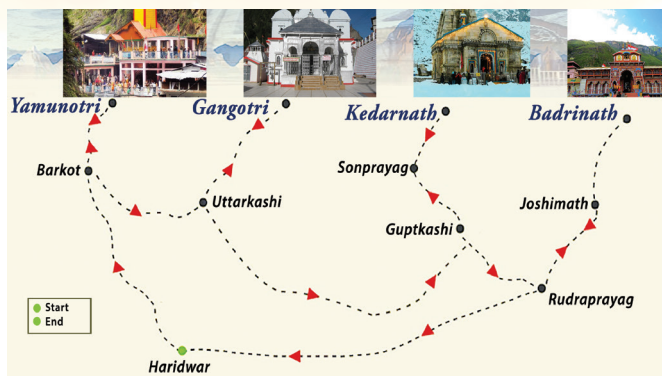 Yamunotri
Gangotri
Kedarnath
Badrinath
Barkot
Sonprayag
Uttarkashi
Joshimath
Guptkashi
Rudraprayag
Start
End
Haridwar